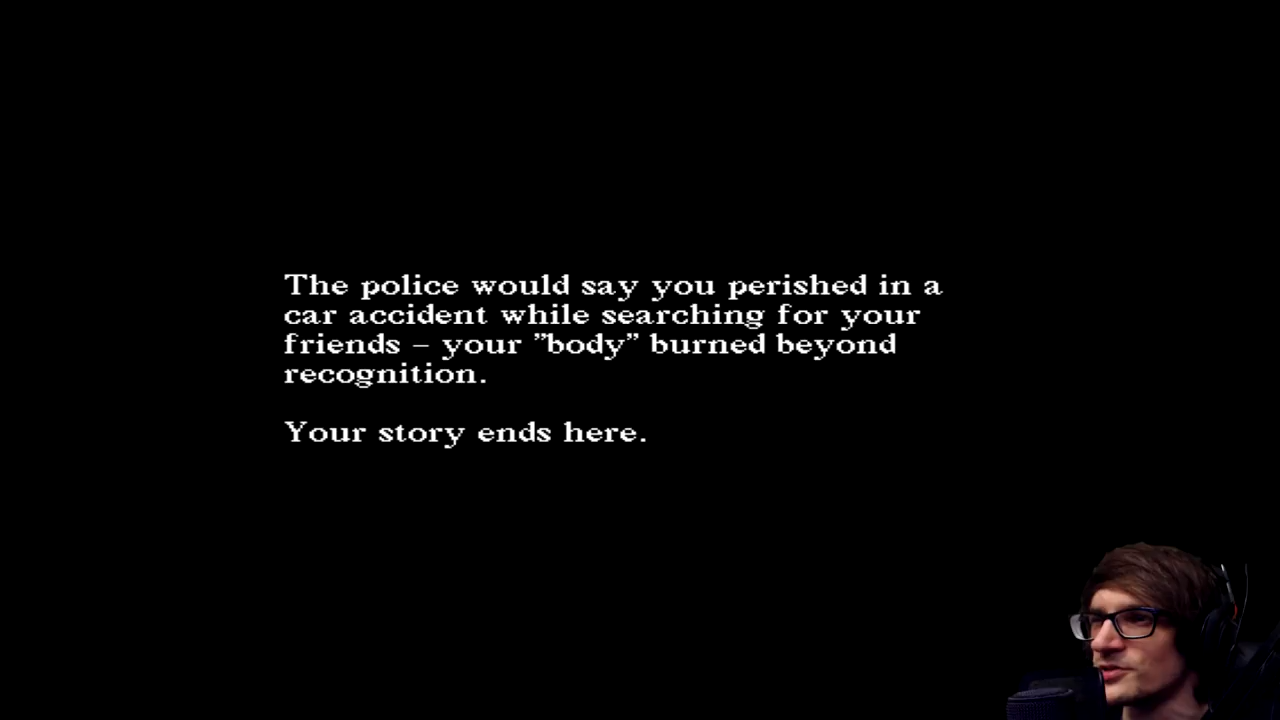 The police would say you perished in a
car accident while searching for your
friends – your ”body” burned beyond
recognition.
Your story ends here.